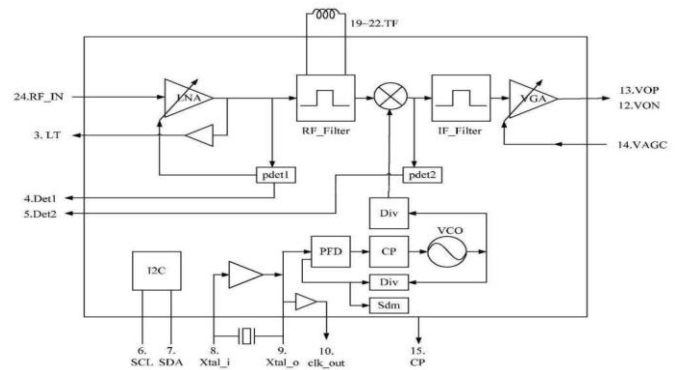 19~22.TF
24.RF_IN
LNA
RF_Filter
IF_Filter
VGA
13.VOP
12.VON
3. LT
14.VAGC
pdet1
pdet2
4.Det1
5.Det2
Div
VCO
I2C
PFD
CP
Div
Sdm
6.
SCL
7.
SDA
8.
Xtal_i
9.
Xtal_o
10.
clk_out
15.
CP